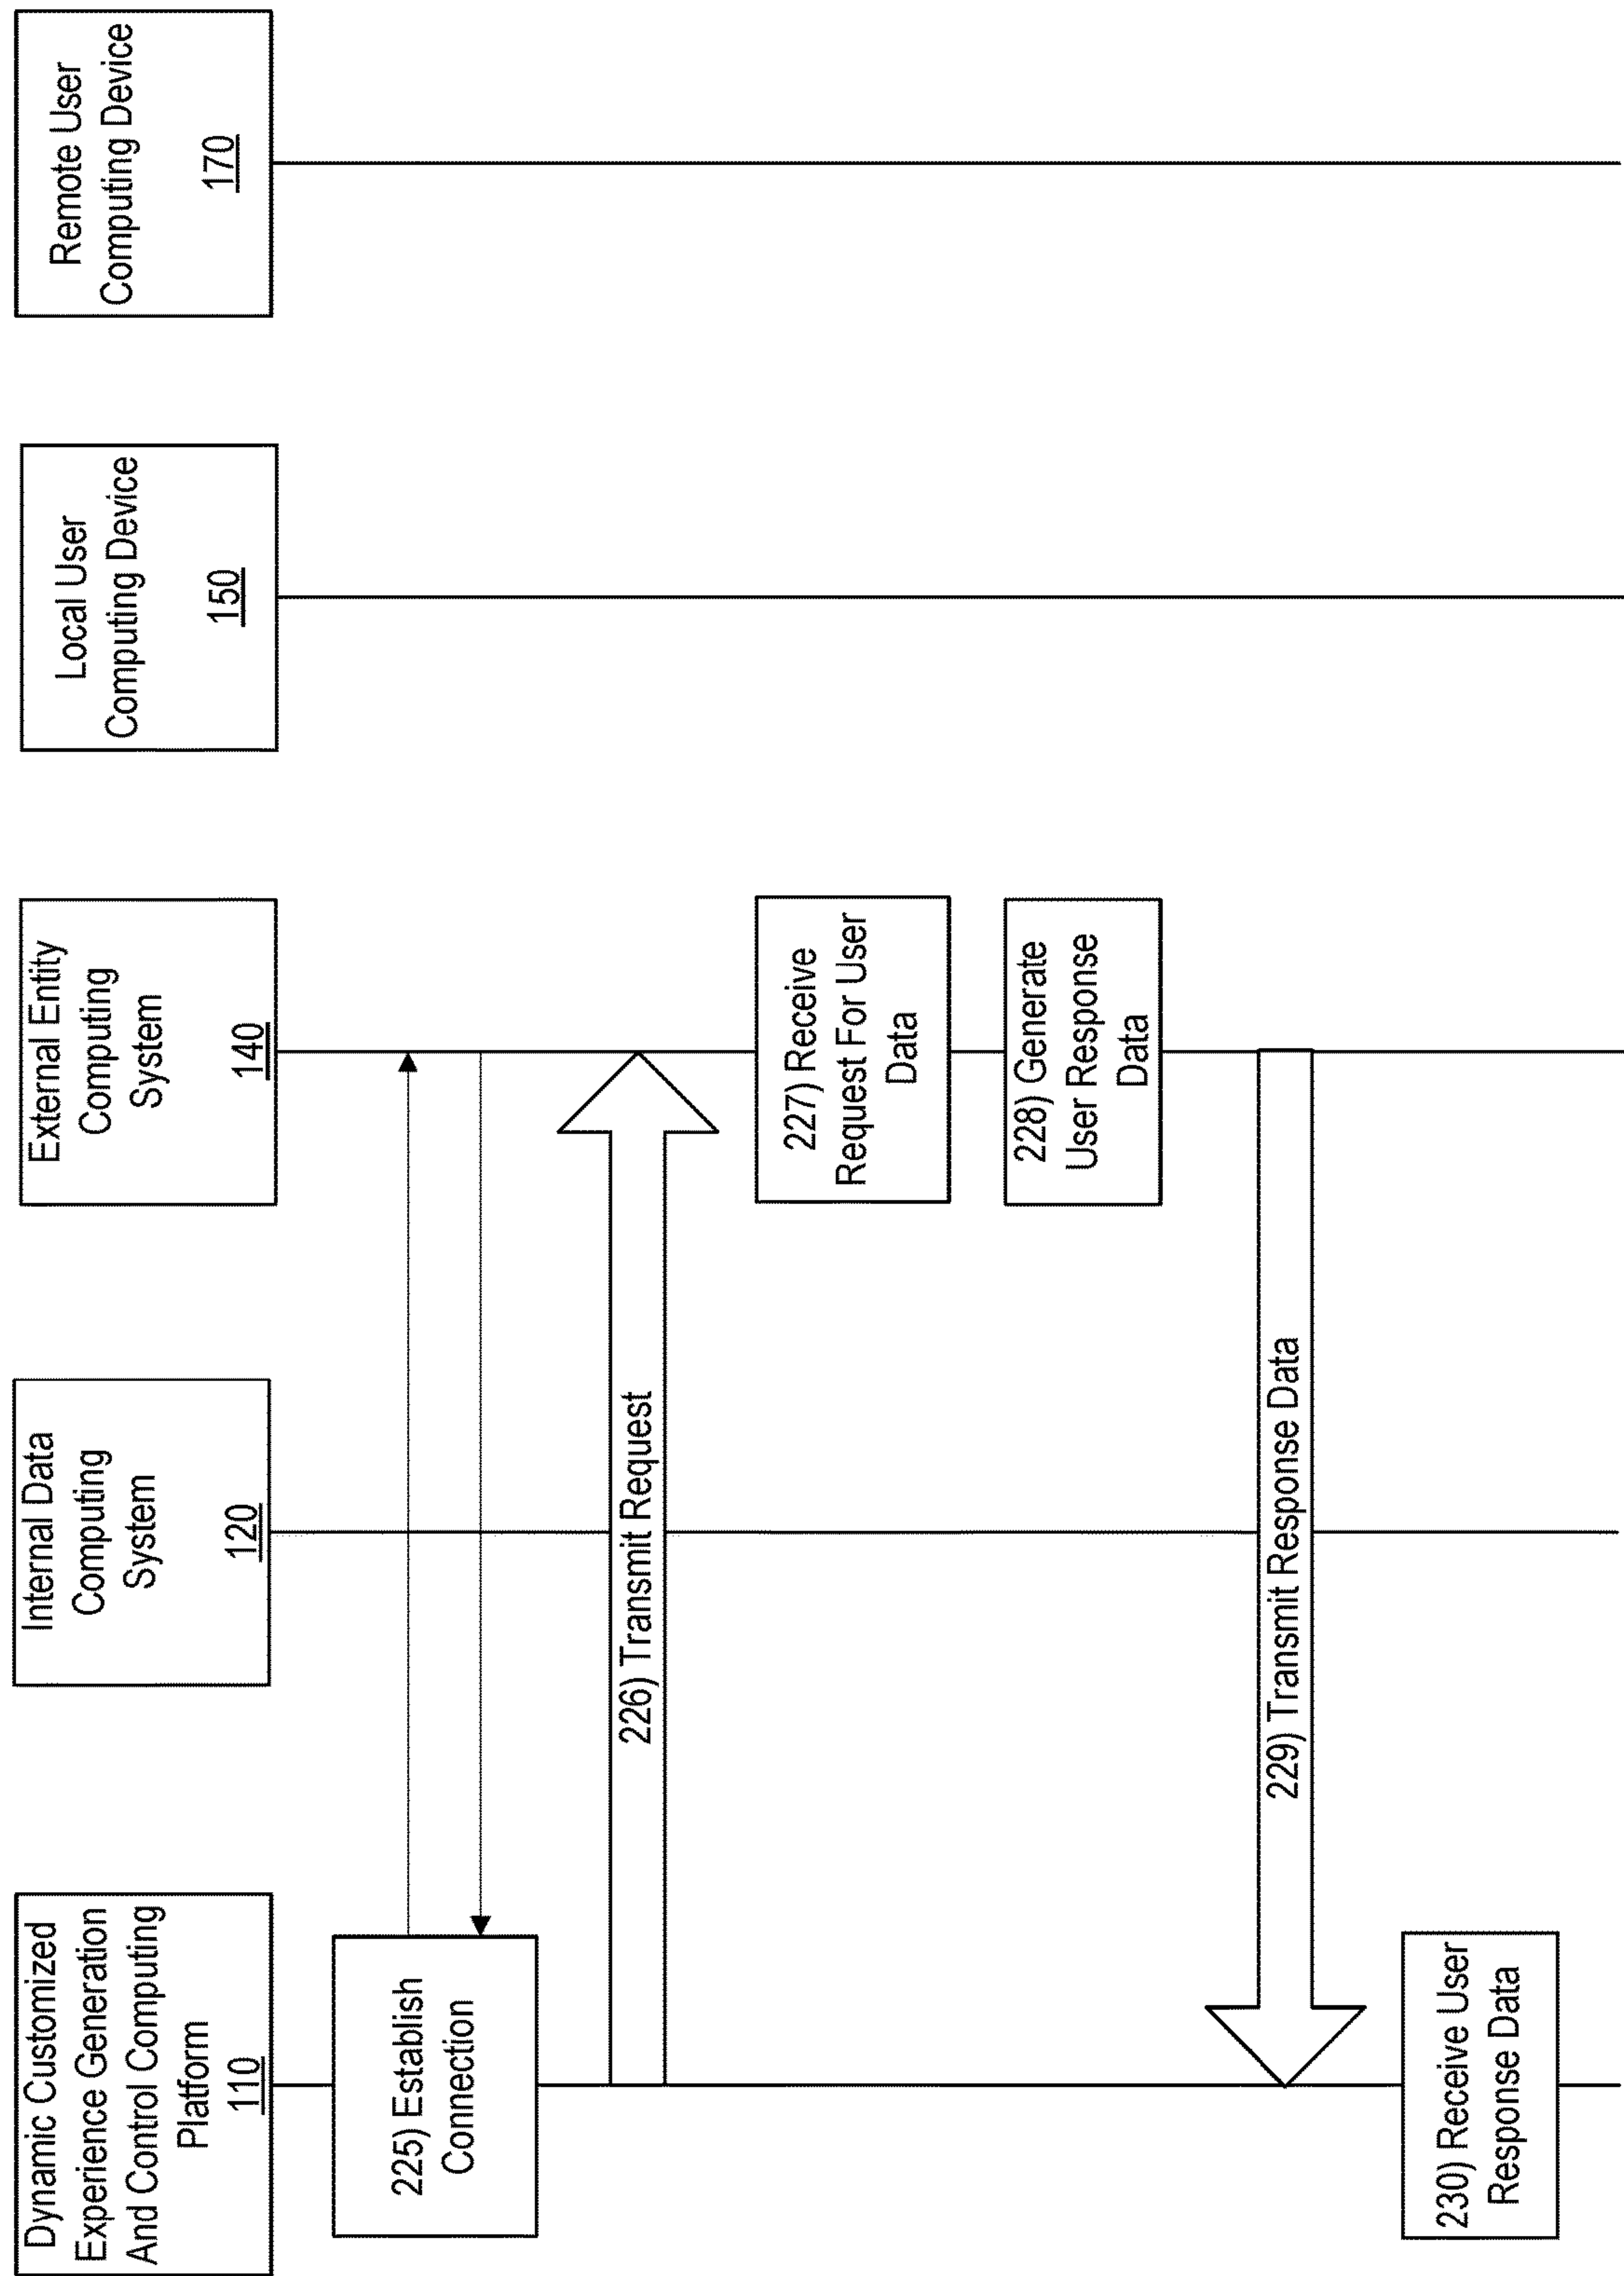 Dynamic Customized
Experience Generation
And Control Computing
Platform
110
Internal Data
Computing
System
120
External Entity
Computing
System
140
Local User
Computing Device
150
Remote User
Computing Device
170
225) Establish
Connection
226) Transmit Request
227) Receive
Request For User
Data
228) Generate
User Response
Data
229) Transmit Response Data
230) Receive User
Response Data